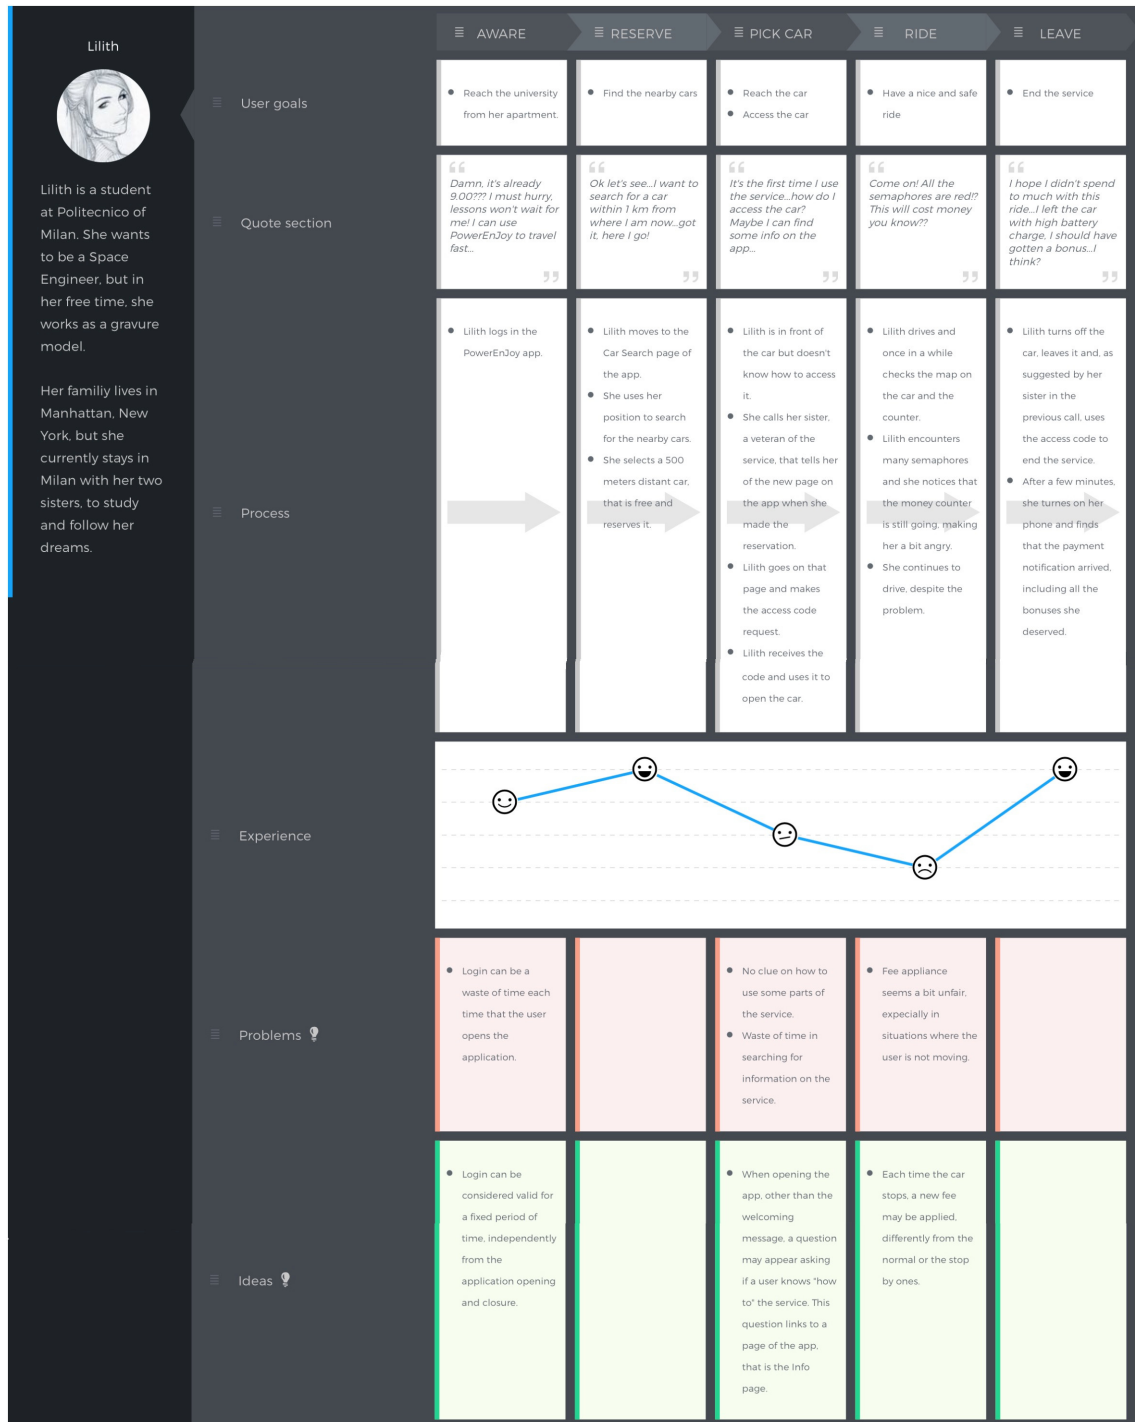 Lilith
Lilith is a student
at Politecnico of
Milan. She wants
to be a Space
Engineer, but in
her free time, she
works as a gravure
model.
Her familiy lives in
Manhattan, New
York, but she
currently stays in
Milan with her two
sisters, to study
and follow her
dreams.
AWARE
RESERVE
PICK CAR
RIDE
LEAVE
User goals
Reach the university
from her apartment.
Find the nearby cars
Reach the car
Access the car
Have a nice and safe
ride
End the service
Quote section
Damn, it's already
9.00??? I must hurry,
lessons won't wait for
me! I can use
PowerEnJoy to travel
fast...
Ok let's see...I want to
search for a car
within 1 km from
where I am now...got
it, here I go!
It's the first time I use
the service...how do I
access the car?
Maybe I can find
some info on the
app...
Come on! All the
semaphores are red!?
This will cost money
you know??
I hope I didn't spend
to much with this
ride...I left the car
with high battery
charge, I should have
gotten a bonus...I
think?
Process
Lilith logs in the
PowerEnJoy app.
Lilith moves to the
Car Search page of
the app.
She uses her
position to search
for the nearby cars.
She selects a 500
meters distant car,
that is free and
reserves it.
Lilith is in front of
the car but doesn't
know how to access
it.
She calls her sister,
a veteran of the
service, that tells her
of the new page on
the app when she
made the
reservation.
Lilith goes on that
page and makes
the access code
request.
Lilith receives the
code and uses it to
open the car.
Lilith drives and
once in a while
checks the map on
the car and the
counter.
Lilith encounters
many semaphores
and she notices that
the money counter
is still going, making
her a bit angry.
She continues to
drive, despite the
problem.
Lilith turns off the
car, leaves it and, as
suggested by her
sister in the
previous call, uses
the access code to
end the service.
After a few minutes,
she turnes on her
phone and finds
that the payment
notification arrived,
including all the
bonuses she
deserved.
Experience
Problems
Login can be a
waste of time each
time that the user
opens the
application.
No clue on how to
use some parts of
the service.
Waste of time in
searching for
information on the
service.
Fee appliance
seems a bit unfair,
expecially in
situations where the
user is not moving.
Ideas
Login can be
considered valid for
a fixed period of
time, independently
from the
application opening
and closure.
When opening the
app, other than the
welcoming
message, a question
may appear asking
if a user knows "how
to" the service. This
question links to a
page of the app,
that is the Info
page.
Each time the car
stops, a new fee
may be applied,
differently from the
normal or the stop
by ones.